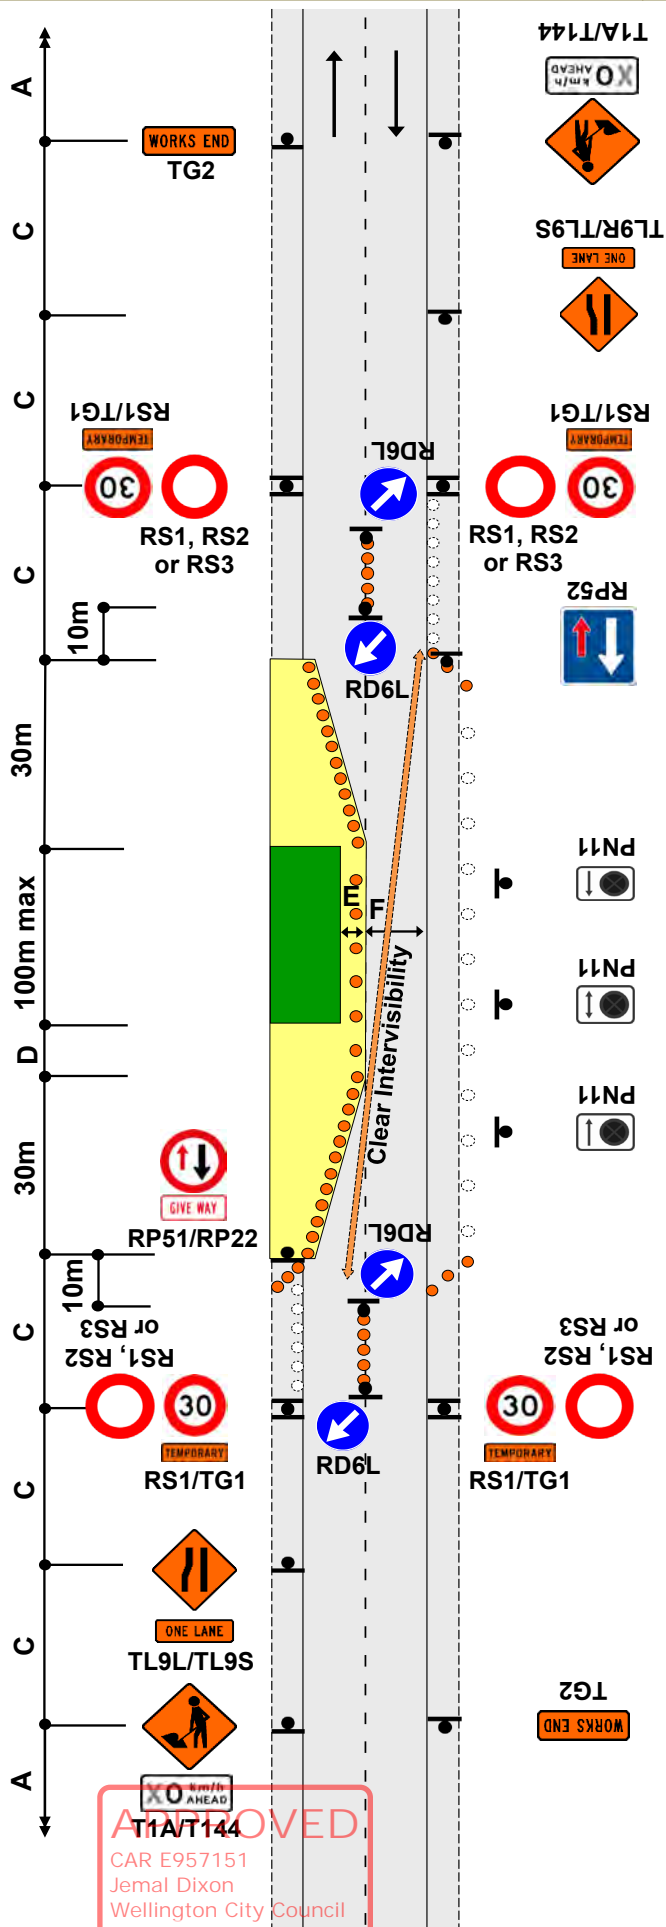 T1A/T144
X0 km/h
AHEAD
A
WORKS END
TG2
C
TL9R/TL9S
ONE LANE
C
RS1/TG1
TEMPORARY
30
RS1, RS2
or RS3
RD6L
RS1/TG1
TEMPORARY
30
RS1, RS2
or RS3
C
10m
RD6L
RP52
30m
PN11
E
F
100m max
PN11
Clear Intervisibility
D
PN11
30m
GIVE WAY
RP51/RP22
RD6L
10m
C
RS1, RS2
or RS3
30
TEMPORARY
RS1/TG1
RD6L
RS1, RS2
or RS3
30
TEMPORARY
RS1/TG1
C
ONE LANE
TL9L/TL9S
C
TG2
WORKS END
A
X0 km/h
AHEAD
T1A/T144
APPROVED
CAR E957151
Jemal Dixon
Wellington City Council